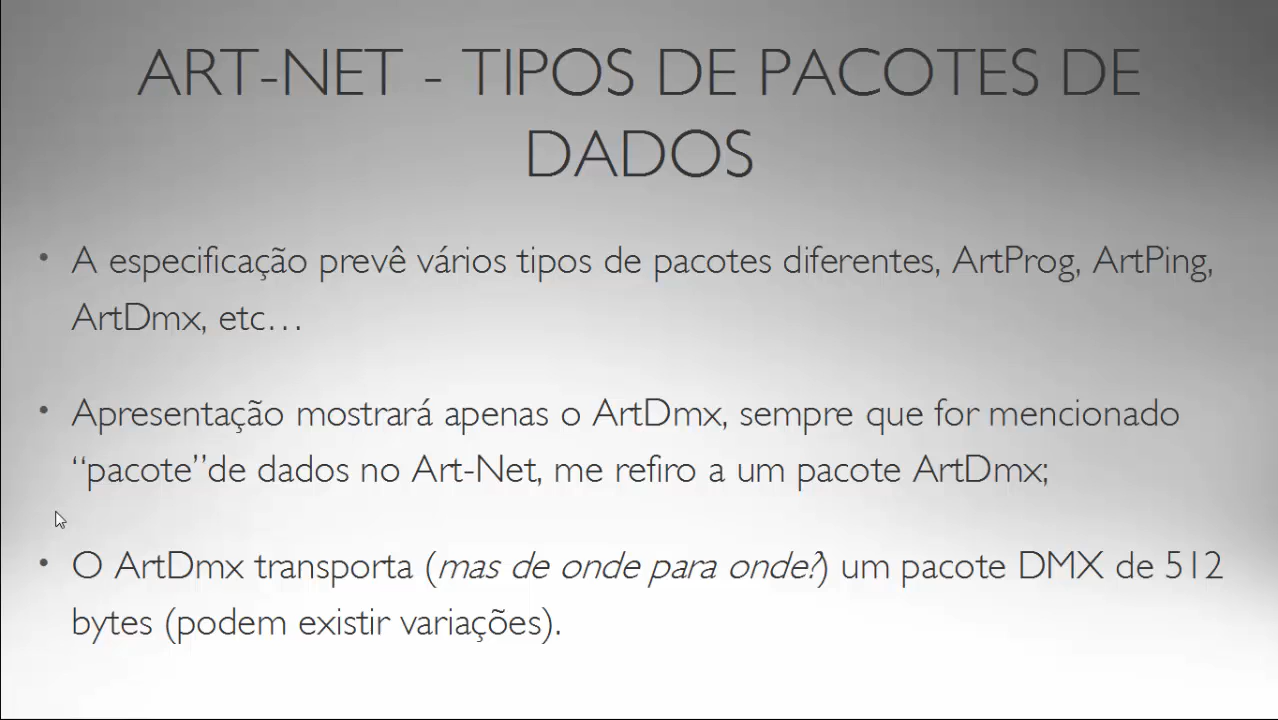 ART-NET - TIPOS DE PACOTES DE
DADOS
• A especificação prevê vários tipos de pacotes diferentes, ArtProg, ArtPing,
ArtDmx, etc…
• Apresentação mostrará apenas o ArtDmx, sempre que for mencionado
“pacote”de dados no Art-Net, me refiro a um pacote ArtDmx;
• O ArtDmx transporta (mas de onde para onde?) um pacote DMX de 512
bytes (podem existir variações).